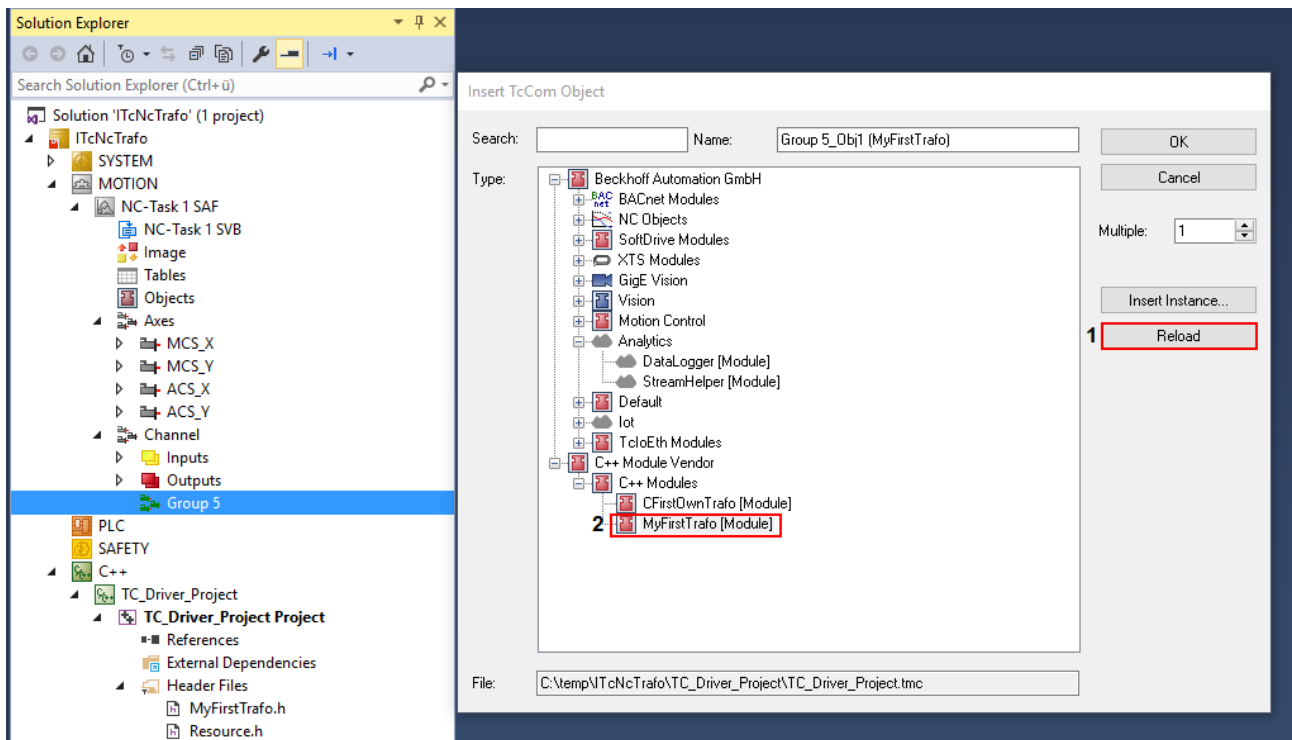 Solution Explorer
Search Solution Explorer (Ctrl+ü)
Solution 'ITcNcTrafo' (1 project)
ITcNcTrafo
SYSTEM
MOTION
NC-Task 1 SAF
NC-Task 1 SVB
Image
Tables
Objects
Axes
MCS_X
MCS_Y
ACS_X
ACS_Y
Channel
Inputs
Outputs
Group 5
PLC
SAFETY
C++
TC_Driver_Project
TC_Driver_Project Project
References
External Dependencies
Header Files
MyFirstTrafo.h
Resource.h
Insert TcCom Object
Search:
Name: Group 5_Obj1 (MyFirstTrafo)
OK
Type:
Cancel
Multiple: 1
Insert Instance...
1 Reload
Beckhoff Automation GmbH
BACnet Modules
NC Objects
SoftDrive Modules
XTS Modules
GigE Vision
Vision
Motion Control
Analytics
DataLogger [Module]
StreamHelper [Module]
Default
Iot
TcIoEth Modules
C++ Module Vendor
C++ Modules
CFirstOwnTrafo [Module]
2 MyFirstTrafo [Module]
File: C:\temp\ITcNcTrafo\TC_Driver_Project\TC_Driver_Project.tmc